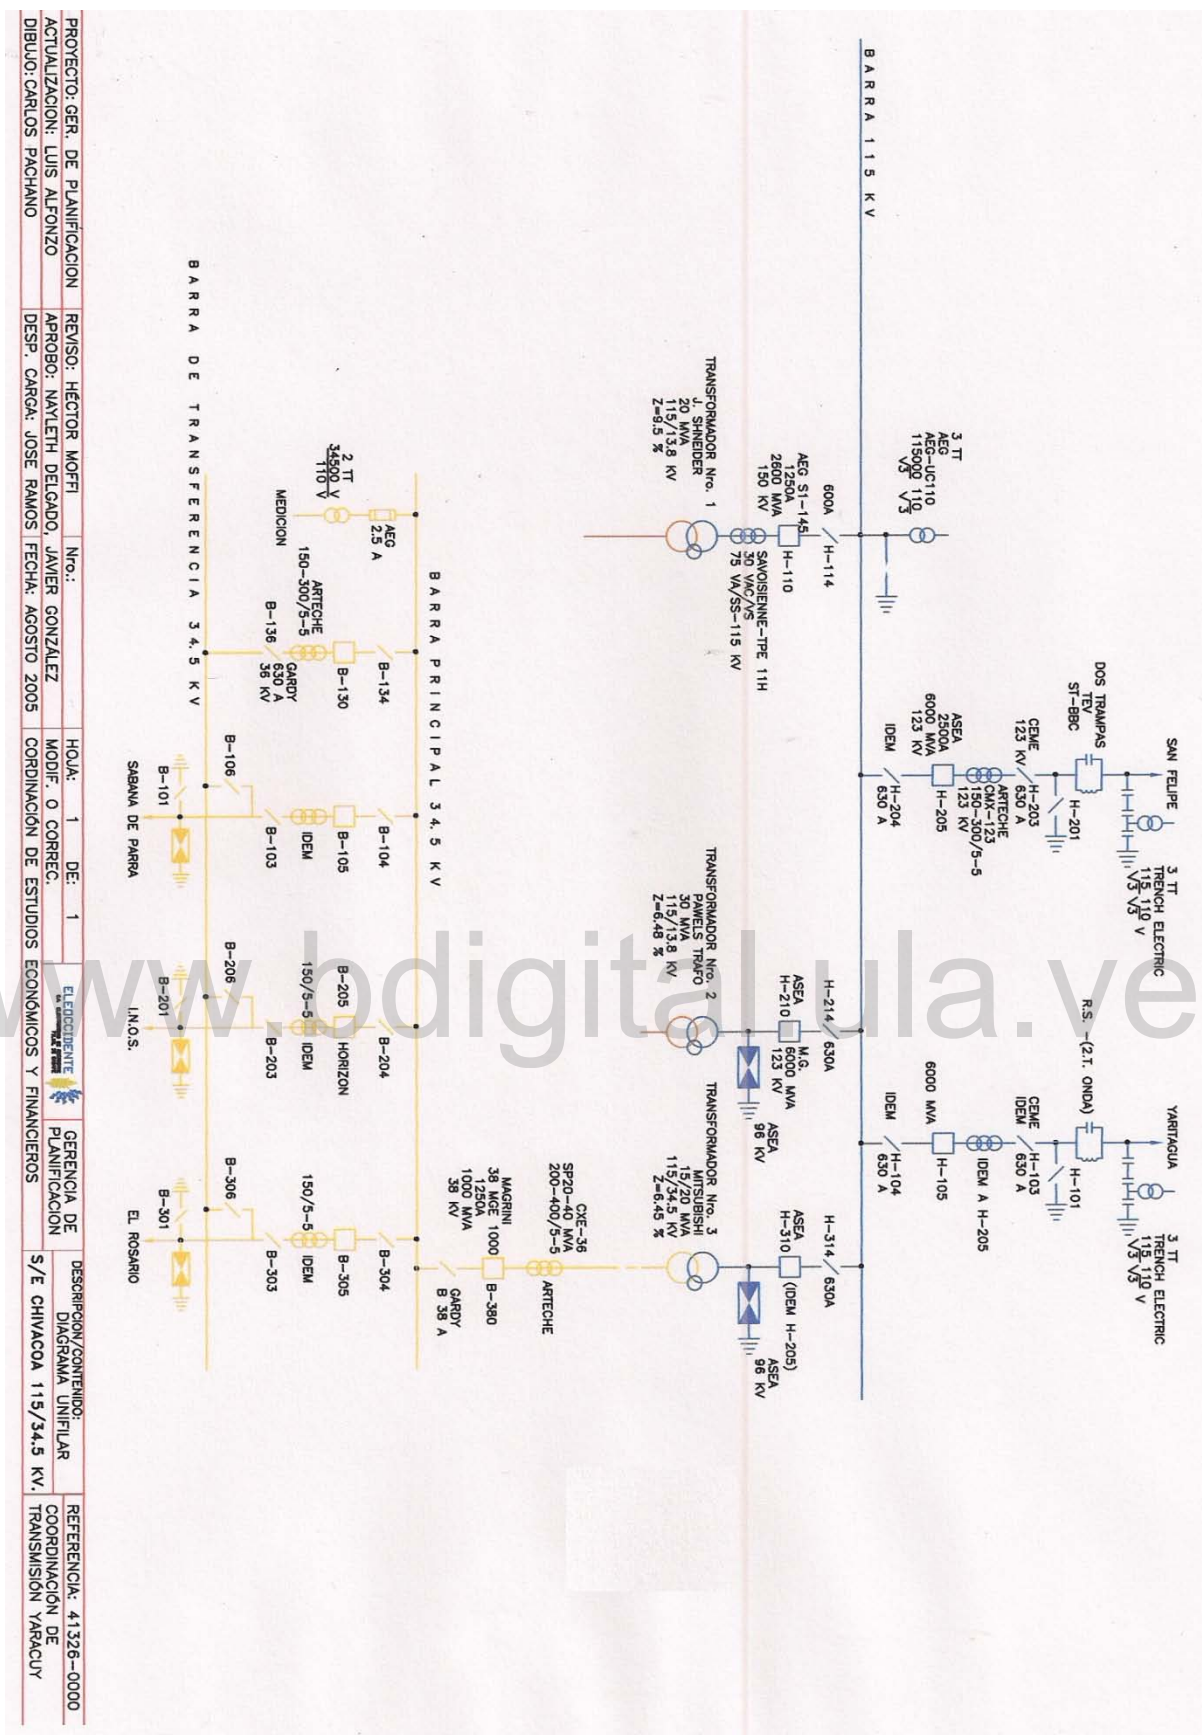 SAN FELIPE
3 TT
TRENCH ELECTRIC
115 110 V
√3 √3
DOS TRAMPAS
TEV
ST-BBC
H-201
CEME
123 KV
H-203
630 A
ARTECHE
CMX-123
150-300/5-5
123 KV
ASEA
2500A
6000 MVA
123 KV
H-205
IDEM
H-204
630 A
YARITAGUA
3 TT
TRENCH ELECTRIC
115 110 V
√3 √3
R.S. -(2.T. ONDA)
H-101
CEME
IDEM
H-103
630 A
IDEM A H-205
6000 MVA
H-105
IDEM
H-104
630 A
3 TT
AEG
AEG-UC110
115000 110
√3 √3
BARRA 115 KV
600A
H-114
AEG S1-145
1250A
2600 MVA
150 KV
H-110
SAVOISIENNE-TPE 11H
30 VAC/VS
75 VA/SS-115 KV
TRANSFORMADOR Nro. 1
J. SHNEIDER
20 MVA
115/13.8 KV
Z=9.5 %
H-214
630A
ASEA
H-210
M.G.
6000 MVA
123 KV
ASEA
96 KV
TRANSFORMADOR Nro. 2
PAWELS TRAFO
30 MVA
115/13.8 KV
Z=6.48 %
H-314
630A
ASEA
H-310
(IDEM H-205)
ASEA
96 KV
TRANSFORMADOR Nro. 3
MITSUBISHI
15/20 MVA
115/34.5 KV
Z=6.45 %
CXE-36
SP20-40 MVA
200-400/5-5
ARTECHE
MAGRINI
38 MGE 1000
1250A
1000 MVA
38 KV
B-380
GARDY
B 38 A
BARRA PRINCIPAL 34.5 KV
AEG
2.5 A
2 TT
34500 V
110 V
MEDICION
B-134
B-130
ARTECHE
150-300/5-5
B-136
GARDY
630 A
36 KV
B-104
B-105
IDEM
B-103
B-106
B-101
SABANA DE PARRA
B-204
B-205
HORIZON
150/5-5
IDEM
B-203
B-206
B-201
I.N.O.S.
B-304
B-305
150/5-5
IDEM
B-303
B-306
B-301
EL ROSARIO
BARRA DE TRANSFERENCIA 34.5 KV
www.bdigital.ula.ve
PROYECTO: GER. DE PLANIFICACION
ACTUALIZACION: LUIS ALFONZO
DIBUJO: CARLOS PACHANO
REVISO: HÉCTOR MOFFI
Nro.:
APROBO: NAYLETH DELGADO, JAVIER GONZÁLEZ
DESP. CARGA: JOSE RAMOS
FECHA: AGOSTO 2005
HOJA: 1 DE: 1
MODIF. O CORREC.
CORDINACIÓN DE ESTUDIOS ECONÓMICOS Y FINANCIEROS
ELEOCCIDENTE
GERENCIA DE
PLANIFICACIÓN
DESCRIPCION/CONTENIDO:
DIAGRAMA UNIFILAR
S/E CHIVACOA 115/34.5 KV.
REFERENCIA: 41326-0000
COORDINACIÓN DE
TRANSMISIÓN YARACUY